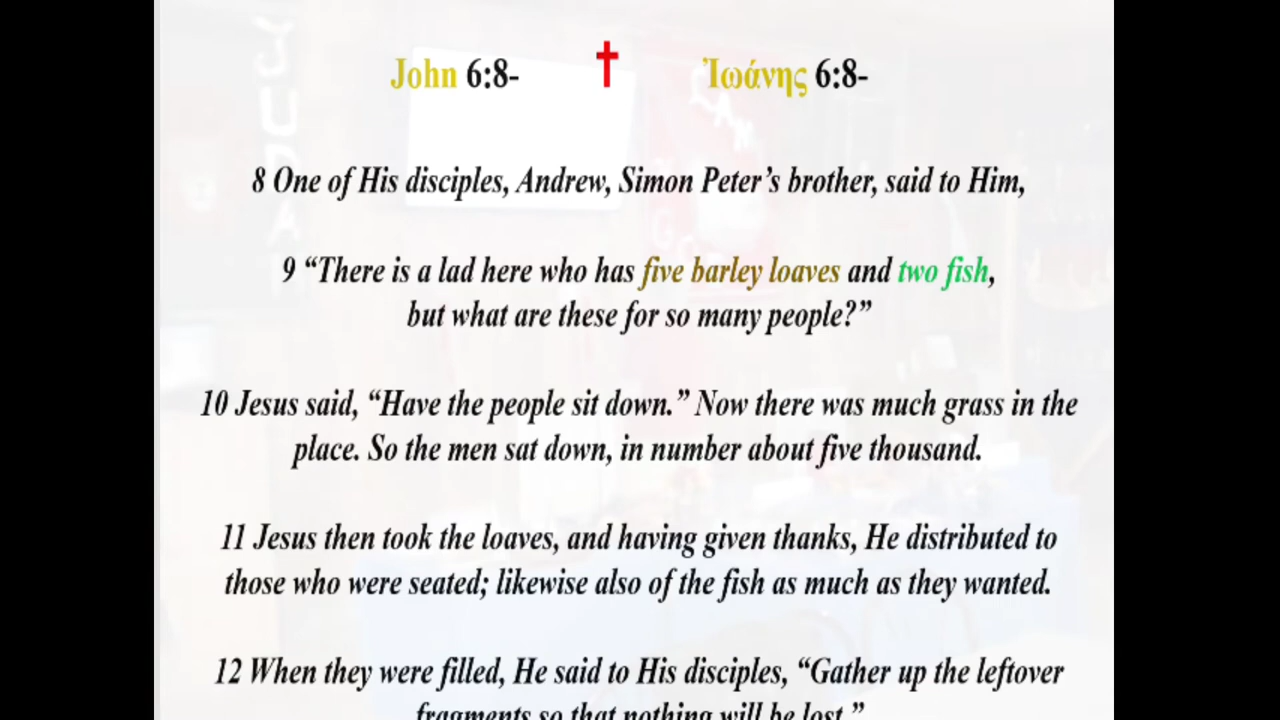 John 6:8- ✝ Ἰωάνης 6:8-
8 One of His disciples, Andrew, Simon Peter’s brother, said to Him,
9 “There is a lad here who has five barley loaves and two fish,
but what are these for so many people?”
10 Jesus said, “Have the people sit down.” Now there was much grass in the
place. So the men sat down, in number about five thousand.
11 Jesus then took the loaves, and having given thanks, He distributed to
those who were seated; likewise also of the fish as much as they wanted.
12 When they were filled, He said to His disciples, “Gather up the leftover
fragments so that nothing will be lost.”